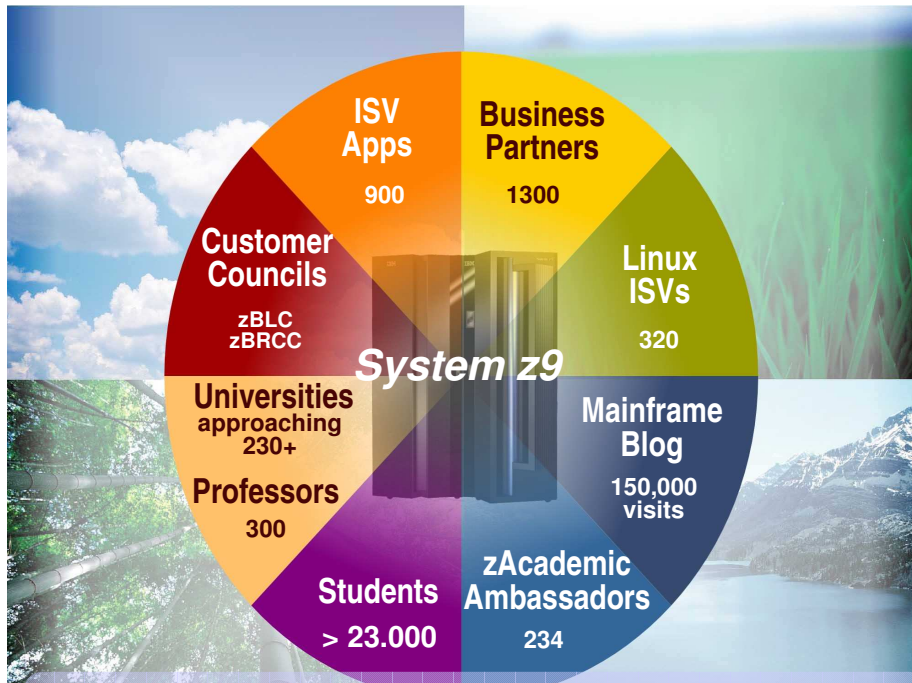 ISV
Apps
900
Business
Partners
1300
Customer
Councils
zBLC
zBRCC
Linux
ISVs
320
System z9
Universities
approaching
230+
Professors
300
Mainframe
Blog
150,000
visits
Students
> 23.000
zAcademic
Ambassadors
234